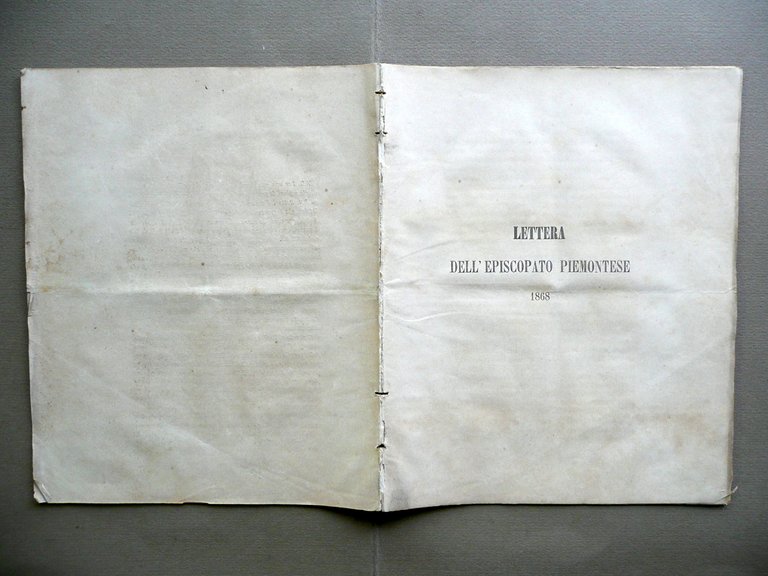 LETTERA
DELL' EPISCOPATO PIEMONTESE
1868